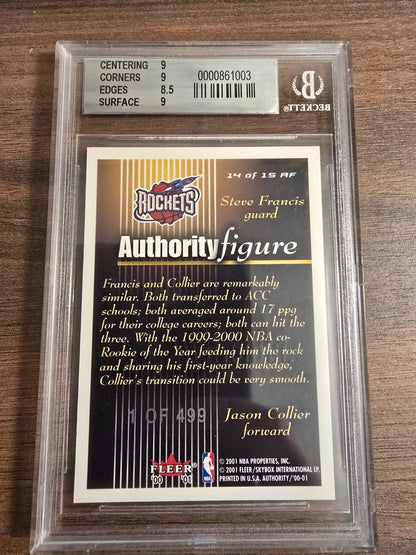 CENTERING 9
CORNERS 9
EDGES 8.5
SURFACE 9
0000861003
B
BECKETT
14 of 15 AF
ROCKETS
Steve Francis
guard
Authority figure
Francis and Collier are remarkably
similar. Both transferred to ACC
schools; both averaged around 17 ppg
for their college careers; both can hit the
three. With the 1999-2000 NBA co-
Rookie of the Year feeding him the rock
and sharing his first-year knowledge,
Collier's transition could be very smooth.
1 OF 499
Jason Collier
forward
FLEER
'00 '01
NBA
© 2001 NBA PROPERTIES, INC.
© 2001 FLEER/SKYBOX INTERNATIONAL LP.
PRINTED IN U.S.A. AUTHORITY/'00-01